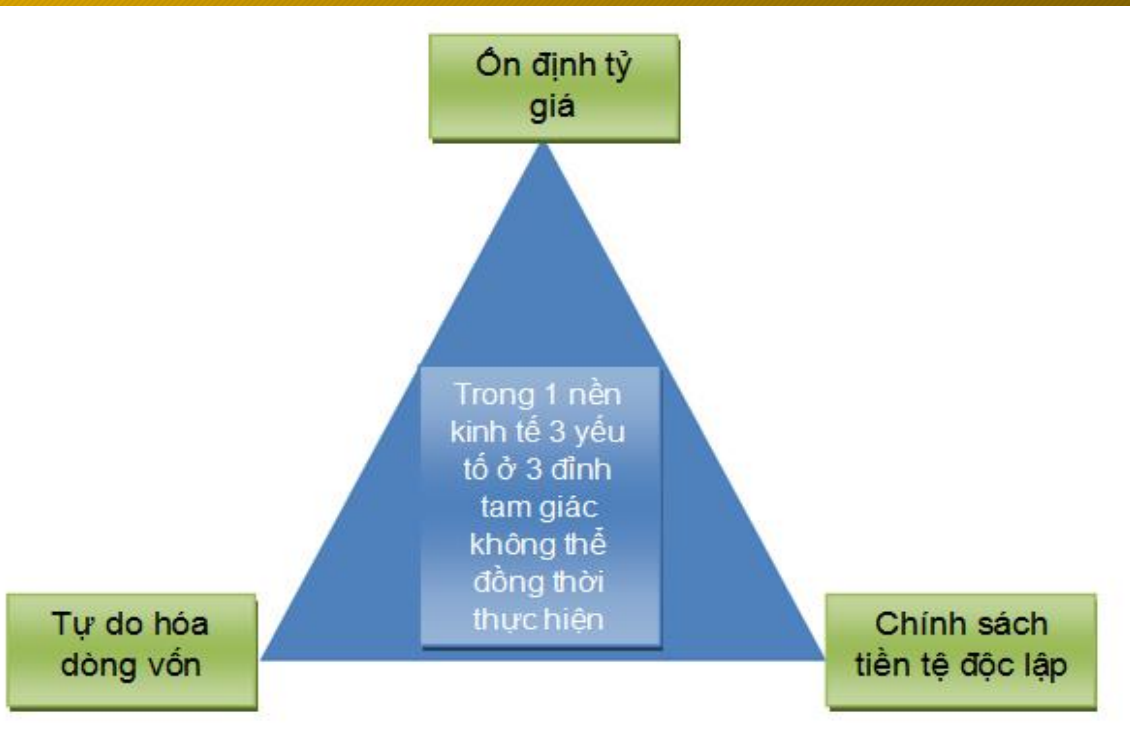 Ổn định tỷ
giá
Trong 1 nền
kinh tế 3 yếu
tố ở 3 đỉnh
tam giác
không thể
đồng thời
thực hiện
Tự do hóa
dòng vốn
Chính sách
tiền tệ độc lập